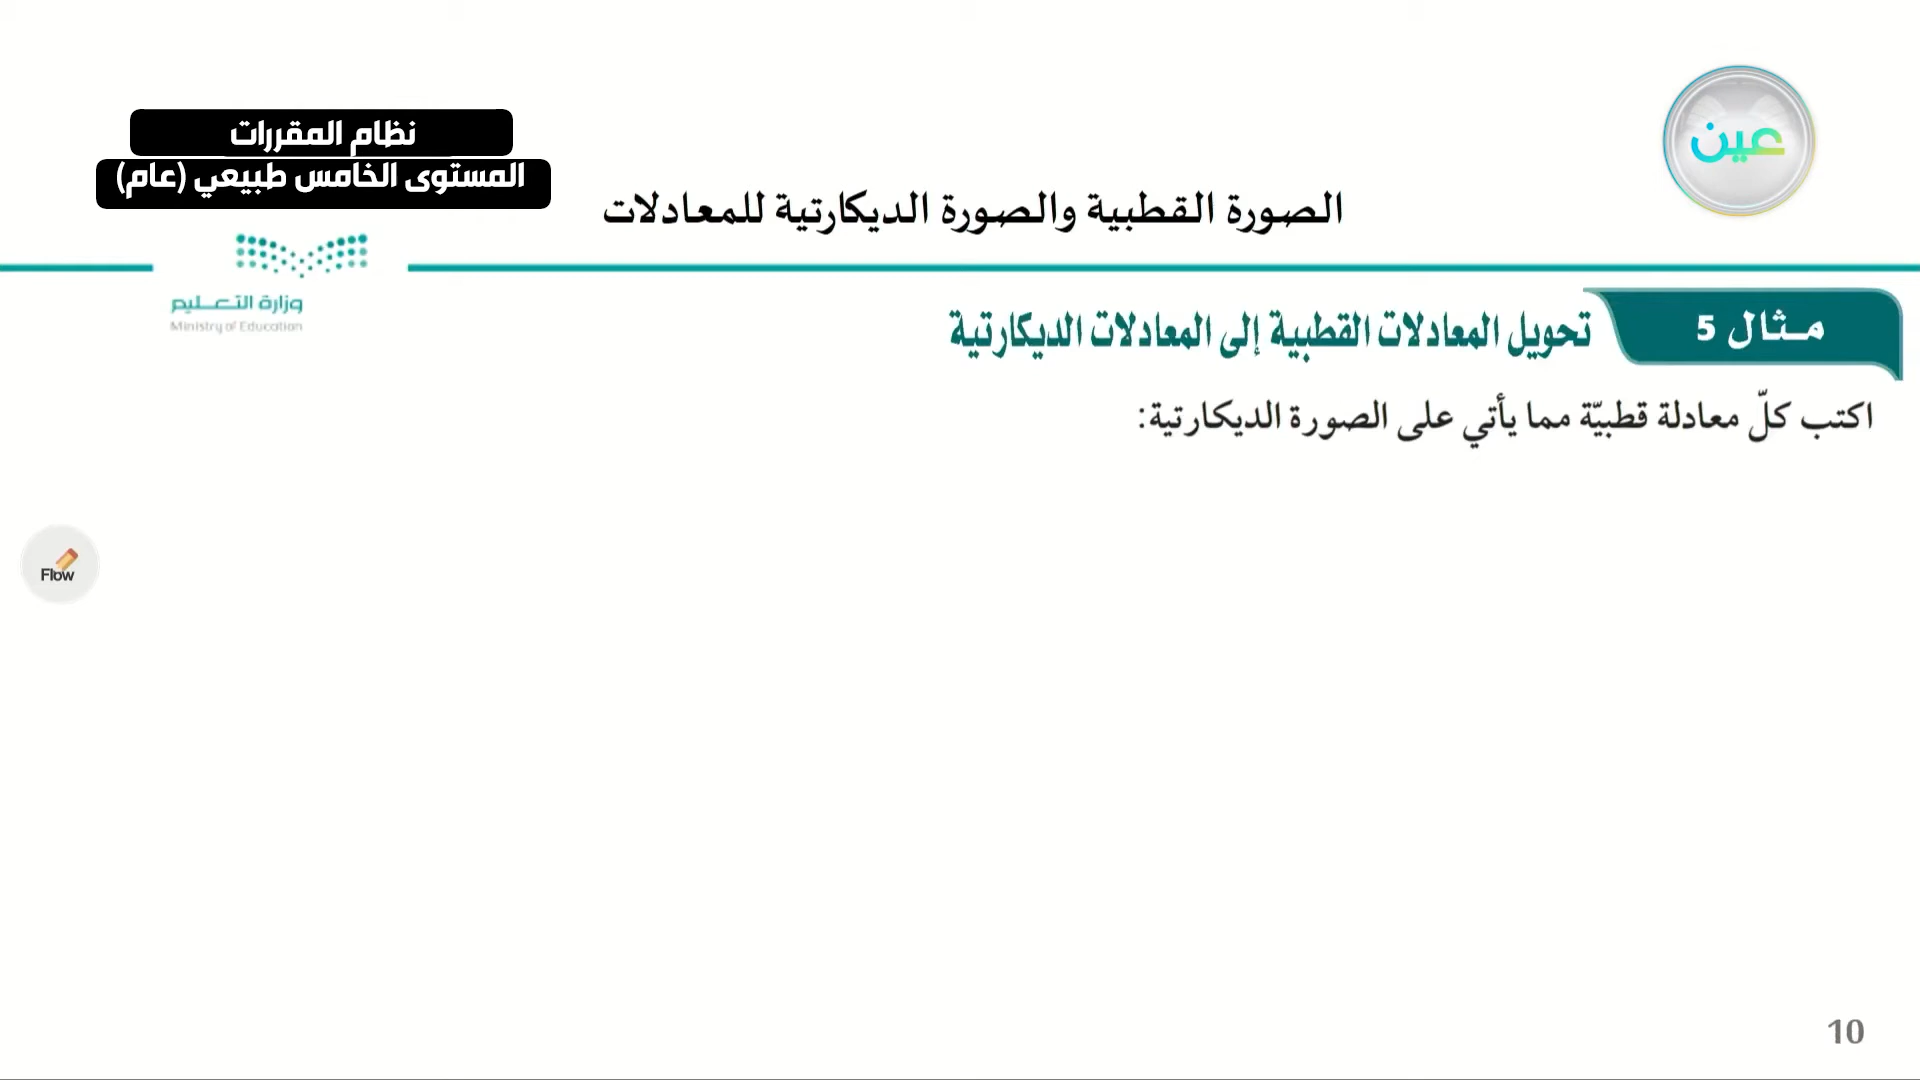 عين
نظام المقررات
المستوى الخامس طبيعي (عام)
الصورة القطبية والصورة الديكارتية للمعادلات
وزارة التعليم
Ministry of Education
مثال 5
تحويل المعادلات القطبية إلى المعادلات الديكارتية
اكتب كلّ معادلة قطبيّة مما يأتي على الصورة الديكارتية:
Flow
10